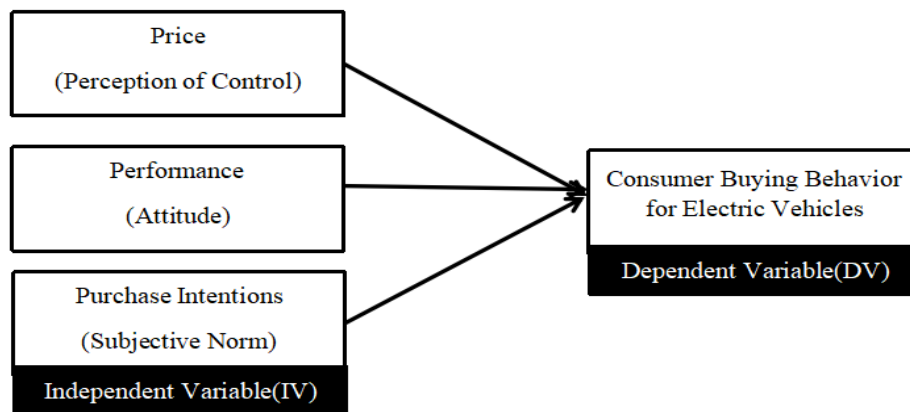 Price
(Perception of Control)
Performance
(Attitude)
Purchase Intentions
(Subjective Norm)
Independent Variable(IV)
Consumer Buying Behavior
for Electric Vehicles
Dependent Variable(DV)